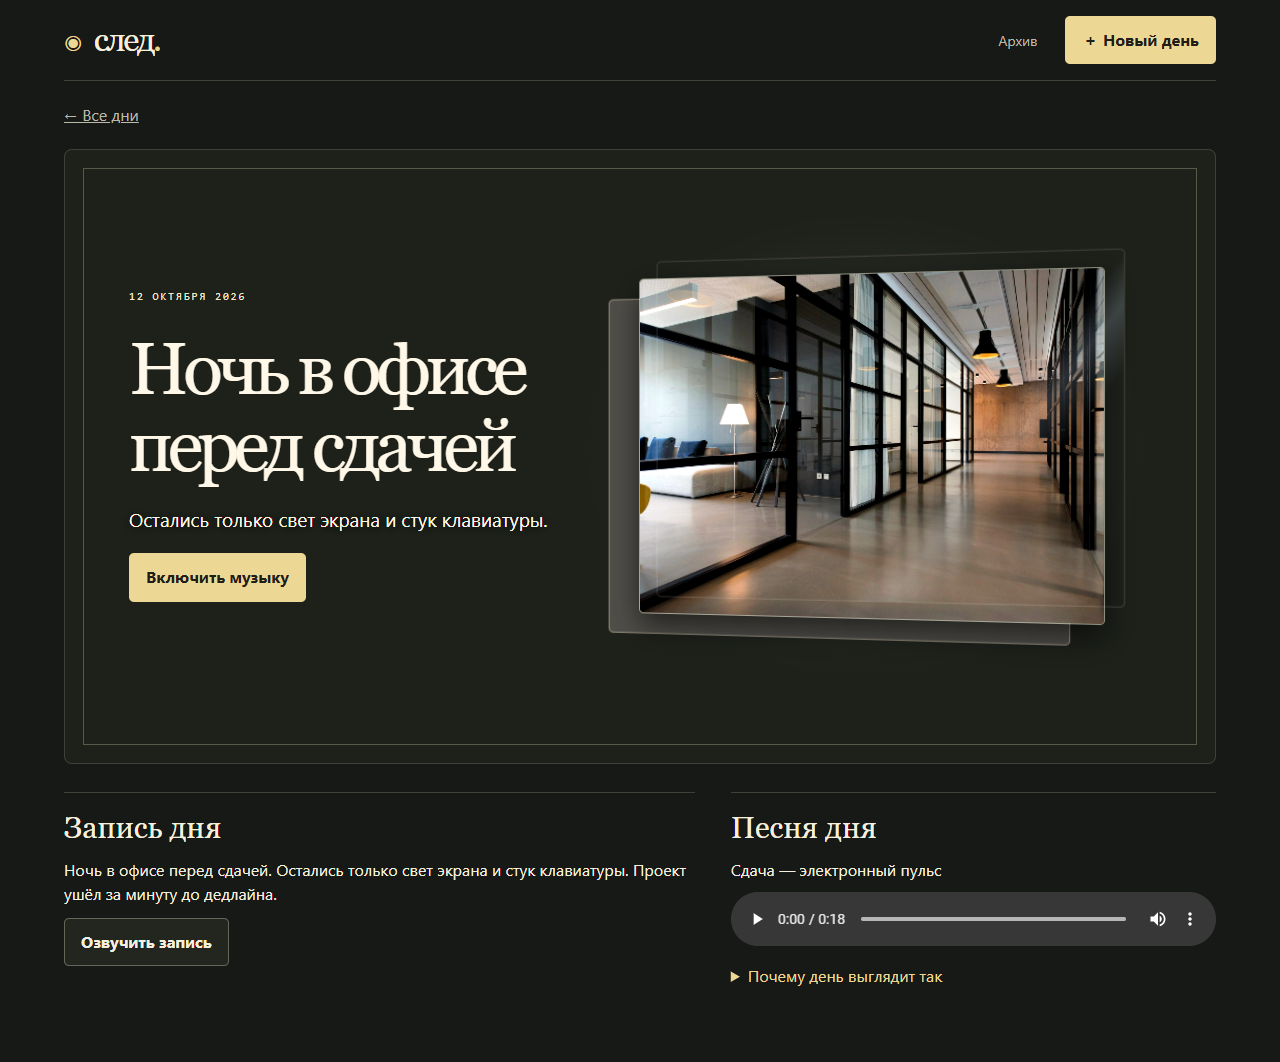 ◉ след.
Архив
+ Новый день
← Все дни
12 ОКТЯБРЯ 2026
Ночь в офисе
перед сдачей
Остались только свет экрана и стук клавиатуры.
Включить музыку
Запись дня
Ночь в офисе перед сдачей. Остались только свет экрана и стук клавиатуры. Проект
ушёл за минуту до дедлайна.
Озвучить запись
Песня дня
Сдача — электронный пульс
0:00 / 0:18
Почему день выглядит так